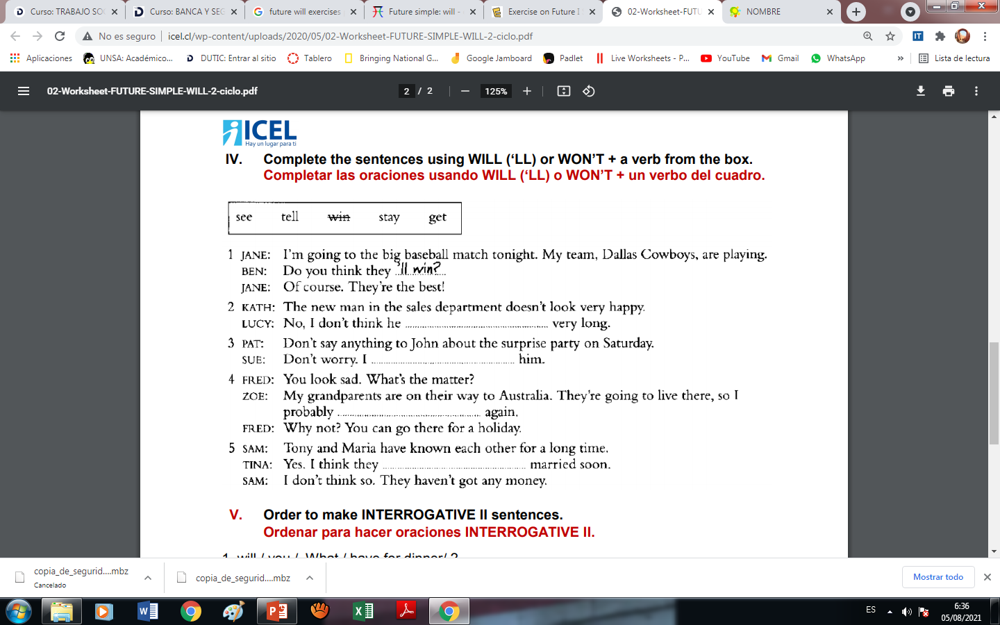 Curso: TRABAJO SO
Curso: BANCA Y SEG
future will exercises
Future simple: will -
Exercise on Future I
02-Worksheet-FUTU
NOMBRE
No es seguro
icel.cl/wp-content/uploads/2020/05/02-Worksheet-FUTURE-SIMPLE-WILL-2-ciclo.pdf
IT
Aplicaciones
UNSA: Académico...
DUTIC: Entrar al sitio
Tablero
Bringing National G...
Google Jamboard
Padlet
Live Worksheets - P...
YouTube
Gmail
WhatsApp
»
Lista de lectura
02-Worksheet-FUTURE-SIMPLE-WILL-2-ciclo.pdf
2 / 2
125%
ICEL
Hay un lugar para ti
IV. Complete the sentences using WILL (‘LL) or WON’T + a verb from the box.
Completar las oraciones usando WILL (‘LL) o WON’T + un verbo del cuadro.
see tell win stay get
1 JANE: I’m going to the big baseball match tonight. My team, Dallas Cowboys, are playing.
BEN: Do you think they ’ll win?
JANE: Of course. They’re the best!
2 KATH: The new man in the sales department doesn’t look very happy.
LUCY: No, I don’t think he ........................ very long.
3 PAT: Don’t say anything to John about the surprise party on Saturday.
SUE: Don’t worry. I ........................ him.
4 FRED: You look sad. What’s the matter?
ZOE: My grandparents are on their way to Australia. They’re going to live there, so I
probably ........................ again.
FRED: Why not? You can go there for a holiday.
5 SAM: Tony and Maria have known each other for a long time.
TINA: Yes. I think they ........................ married soon.
SAM: I don’t think so. They haven’t got any money.
V. Order to make INTERROGATIVE II sentences.
Ordenar para hacer oraciones INTERROGATIVE II.
1. will / you / What / have for dinner/ ?
copia_de_segurid....mbz
Cancelado
copia_de_segurid....mbz
Mostrar todo
ES
6:36
05/08/2021